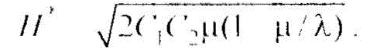 H* √2C₁C₂μ(1 μ/λ) .